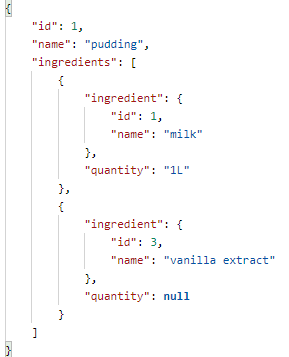 {
    "id": 1,
    "name": "pudding",
    "ingredients": [
        {
            "ingredient": {
                "id": 1,
                "name": "milk"
            },
            "quantity": "1L"
        },
        {
            "ingredient": {
                "id": 3,
                "name": "vanilla extract"
            },
            "quantity": null
        }
    ]
}